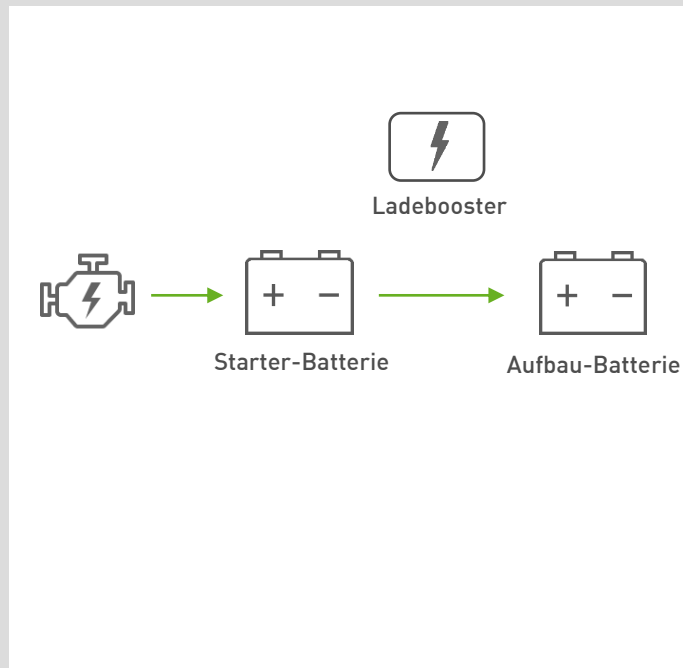 Ladebooster
+ −
+ −
Starter-Batterie
Aufbau-Batterie